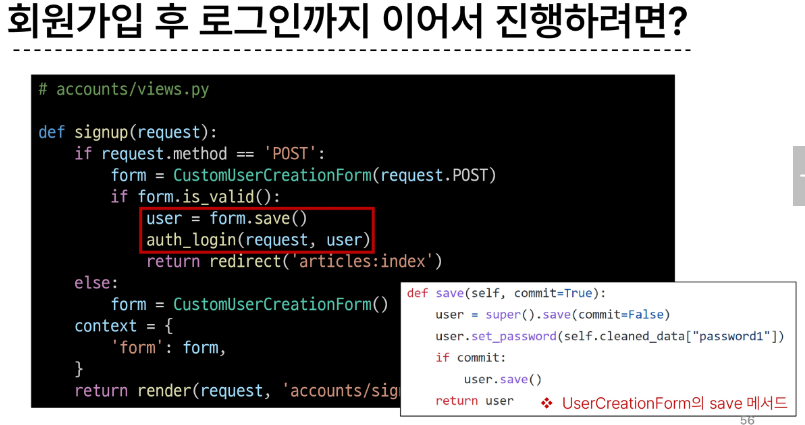 회원가입 후 로그인까지 이어서 진행하려면?
# accounts/views.py
def signup(request):
    if request.method == 'POST':
        form = CustomUserCreationForm(request.POST)
        if form.is_valid():
            user = form.save()
            auth_login(request, user)
            return redirect('articles:index')
    else:
        form = CustomUserCreationForm()
    context = {
        'form': form,
    }
    return render(request, 'accounts/sig
def save(self, commit=True):
    user = super().save(commit=False)
    user.set_password(self.cleaned_data["password1"])
    if commit:
        user.save()
    return user
❖ UserCreationForm의 save 메서드
56